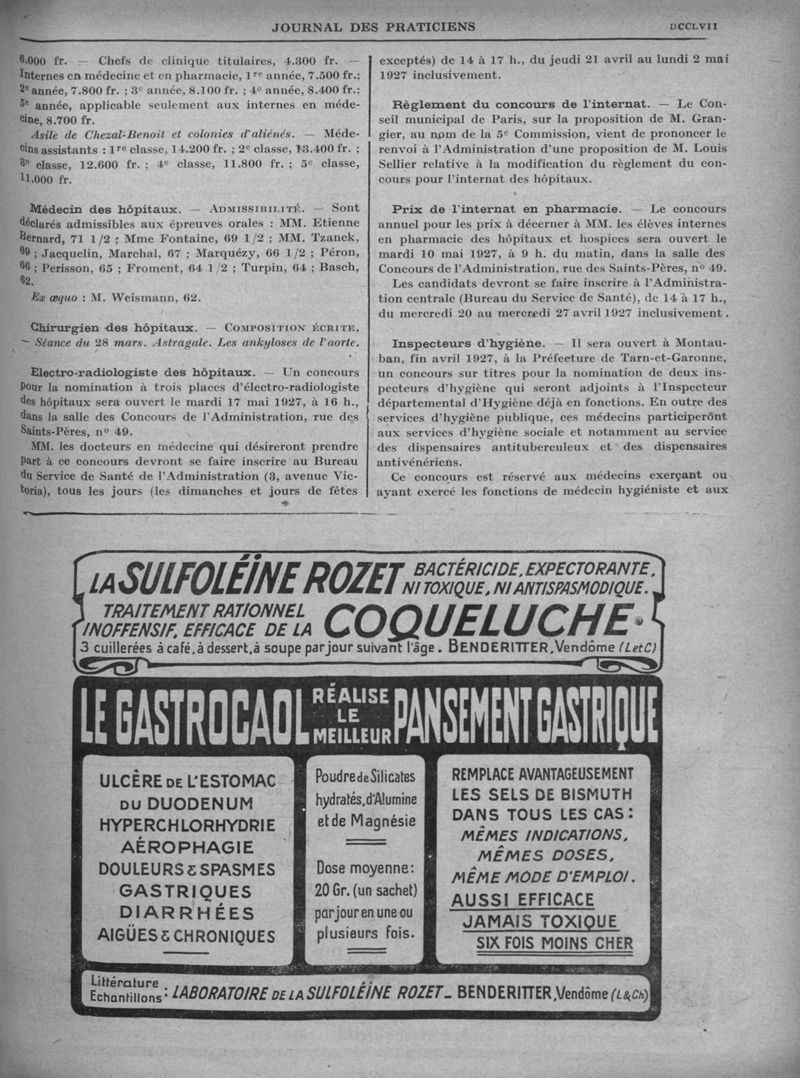 JOURNAL DES PRATICIENS
DCCLVII
6.000 fr. — Chefs de clinique titulaires, 4.300 fr. —
Internes en médecine et en pharmacie, 1re année, 7.500 fr.;
2e année, 7.800 fr. ; 3e année, 8.100 fr. ; 4e année, 8.400 fr.:
5e année, applicable seulement aux internes en méde-
cine, 8.700 fr.
Asile de Chezal-Benoit et colonies d'aliénés. — Méde-
cins assistants : 1re classe, 14.200 fr. ; 2e classe, 13.400 fr. ;
3e classe, 12.600 fr. ; 4e classe, 11.800 fr. ; 5e classe,
11.000 fr.
Médecin des hôpitaux. — ADMISSIBILITÉ. — Sont
déclarés admissibles aux épreuves orales : MM. Etienne
Bernard, 71 1/2 ; Mme Fontaine, 69 1/2 ; MM. Tzanck,
69 ; Jacquelin, Marchal, 67 ; Marquézy, 66 1/2 ; Péron,
66 ; Perisson, 65 ; Froment, 64 1/2 ; Turpin, 64 ; Basch,
62.
Ex æquo : M. Weismann, 62.
Chirurgien des hôpitaux. — COMPOSITION ÉCRITE.
— Séance du 28 mars. Astragale. Les ankyloses de l'aorte.
Electro-radiologiste des hôpitaux. — Un concours
pour la nomination à trois places d'électro-radiologiste
des hôpitaux sera ouvert le mardi 17 mai 1927, à 16 h.,
dans la salle des Concours de l'Administration, rue des
Saints-Pères, no 49.
MM. les docteurs en médecine qui désireront prendre
part à ce concours devront se faire inscrire au Bureau
du Service de Santé de l'Administration (3, avenue Vic-
toria), tous les jours (les dimanches et jours de fêtes
exceptés) de 14 à 17 h., du jeudi 21 avril au lundi 2 mai
1927 inclusivement.
Règlement du concours de l'internat. — Le Con-
seil municipal de Paris, sur la proposition de M. Gran-
gier, au nom de la 5e Commission, vient de prononcer le
renvoi à l'Administration d'une proposition de M. Louis
Sellier relative à la modification du règlement du con-
cours pour l'internat des hôpitaux.
Prix de l'internat en pharmacie. — Le concours
annuel pour les prix à décerner à MM. les élèves internes
en pharmacie des hôpitaux et hospices sera ouvert le
mardi 10 mai 1927, à 9 h. du matin, dans la salle des
Concours de l'Administration, rue des Saints-Pères, no 49.
Les candidats devront se faire inscrire à l'Administra-
tion centrale (Bureau du Service de Santé), de 14 à 17 h.,
du mercredi 20 au mercredi 27 avril 1927 inclusivement.
Inspecteurs d'hygiène. — Il sera ouvert à Montau-
ban, fin avril 1927, à la Préfecture de Tarn-et-Garonne,
un concours sur titres pour la nomination de deux ins-
pecteurs d'hygiène qui seront adjoints à l'Inspecteur
départemental d'Hygiène déjà en fonctions. En outre des
services d'hygiène publique, ces médecins participeront
aux services d'hygiène sociale et notamment au service
des dispensaires antituberculeux et des dispensaires
antivénériens.
Ce concours est réservé aux médecins exerçant ou
ayant exercé les fonctions de médecin hygiéniste et aux
LA SULFOLÉINE ROZET BACTÉRICIDE, EXPECTORANTE,
NI TOXIQUE, NI ANTISPASMODIQUE.
TRAITEMENT RATIONNEL
INOFFENSIF, EFFICACE DE LA COQUELUCHE
3 cuillerées à café, à dessert, à soupe par jour suivant l'âge. BENDERITTER, Vendôme (LetC)
LE GASTROCAOL RÉALISE LE MEILLEUR PANSEMENT GASTRIQUE
ULCÈRE DE L'ESTOMAC
DU DUODENUM
HYPERCHLORHYDRIE
AÉROPHAGIE
DOULEURS & SPASMES
GASTRIQUES
DIARRHÉES
AIGÜES & CHRONIQUES
Poudre de Silicates
hydratés, d'Alumine
et de Magnésie
Dose moyenne:
20 Gr. (un sachet)
par jour en une ou
plusieurs fois.
REMPLACE AVANTAGEUSEMENT
LES SELS DE BISMUTH
DANS TOUS LES CAS:
MÊMES INDICATIONS,
MÊMES DOSES,
MÊME MODE D'EMPLOI.
AUSSI EFFICACE
JAMAIS TOXIQUE
SIX FOIS MOINS CHER
Littérature
Echantillons: LABORATOIRE DE LA SULFOLÉINE ROZET_ BENDERITTER, Vendôme (L&Ch)